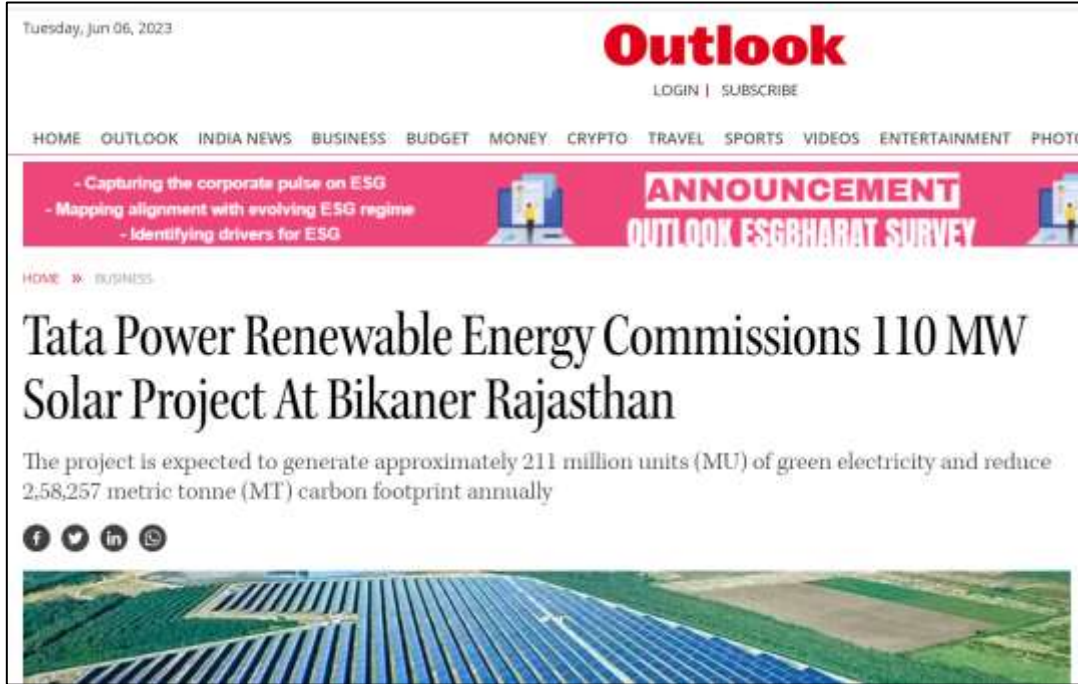 Tuesday, Jun 06, 2023
Outlook
LOGIN | SUBSCRIBE
HOME OUTLOOK INDIA NEWS BUSINESS BUDGET MONEY CRYPTO TRAVEL SPORTS VIDEOS ENTERTAINMENT PHOTO
- Capturing the corporate pulse on ESG
- Mapping alignment with evolving ESG regime
- Identifying drivers for ESG
ANNOUNCEMENT
OUTLOOK ESGBHARAT SURVEY
HOME » BUSINESS
Tata Power Renewable Energy Commissions 110 MW
Solar Project At Bikaner Rajasthan
The project is expected to generate approximately 211 million units (MU) of green electricity and reduce
2,58,257 metric tonne (MT) carbon footprint annually